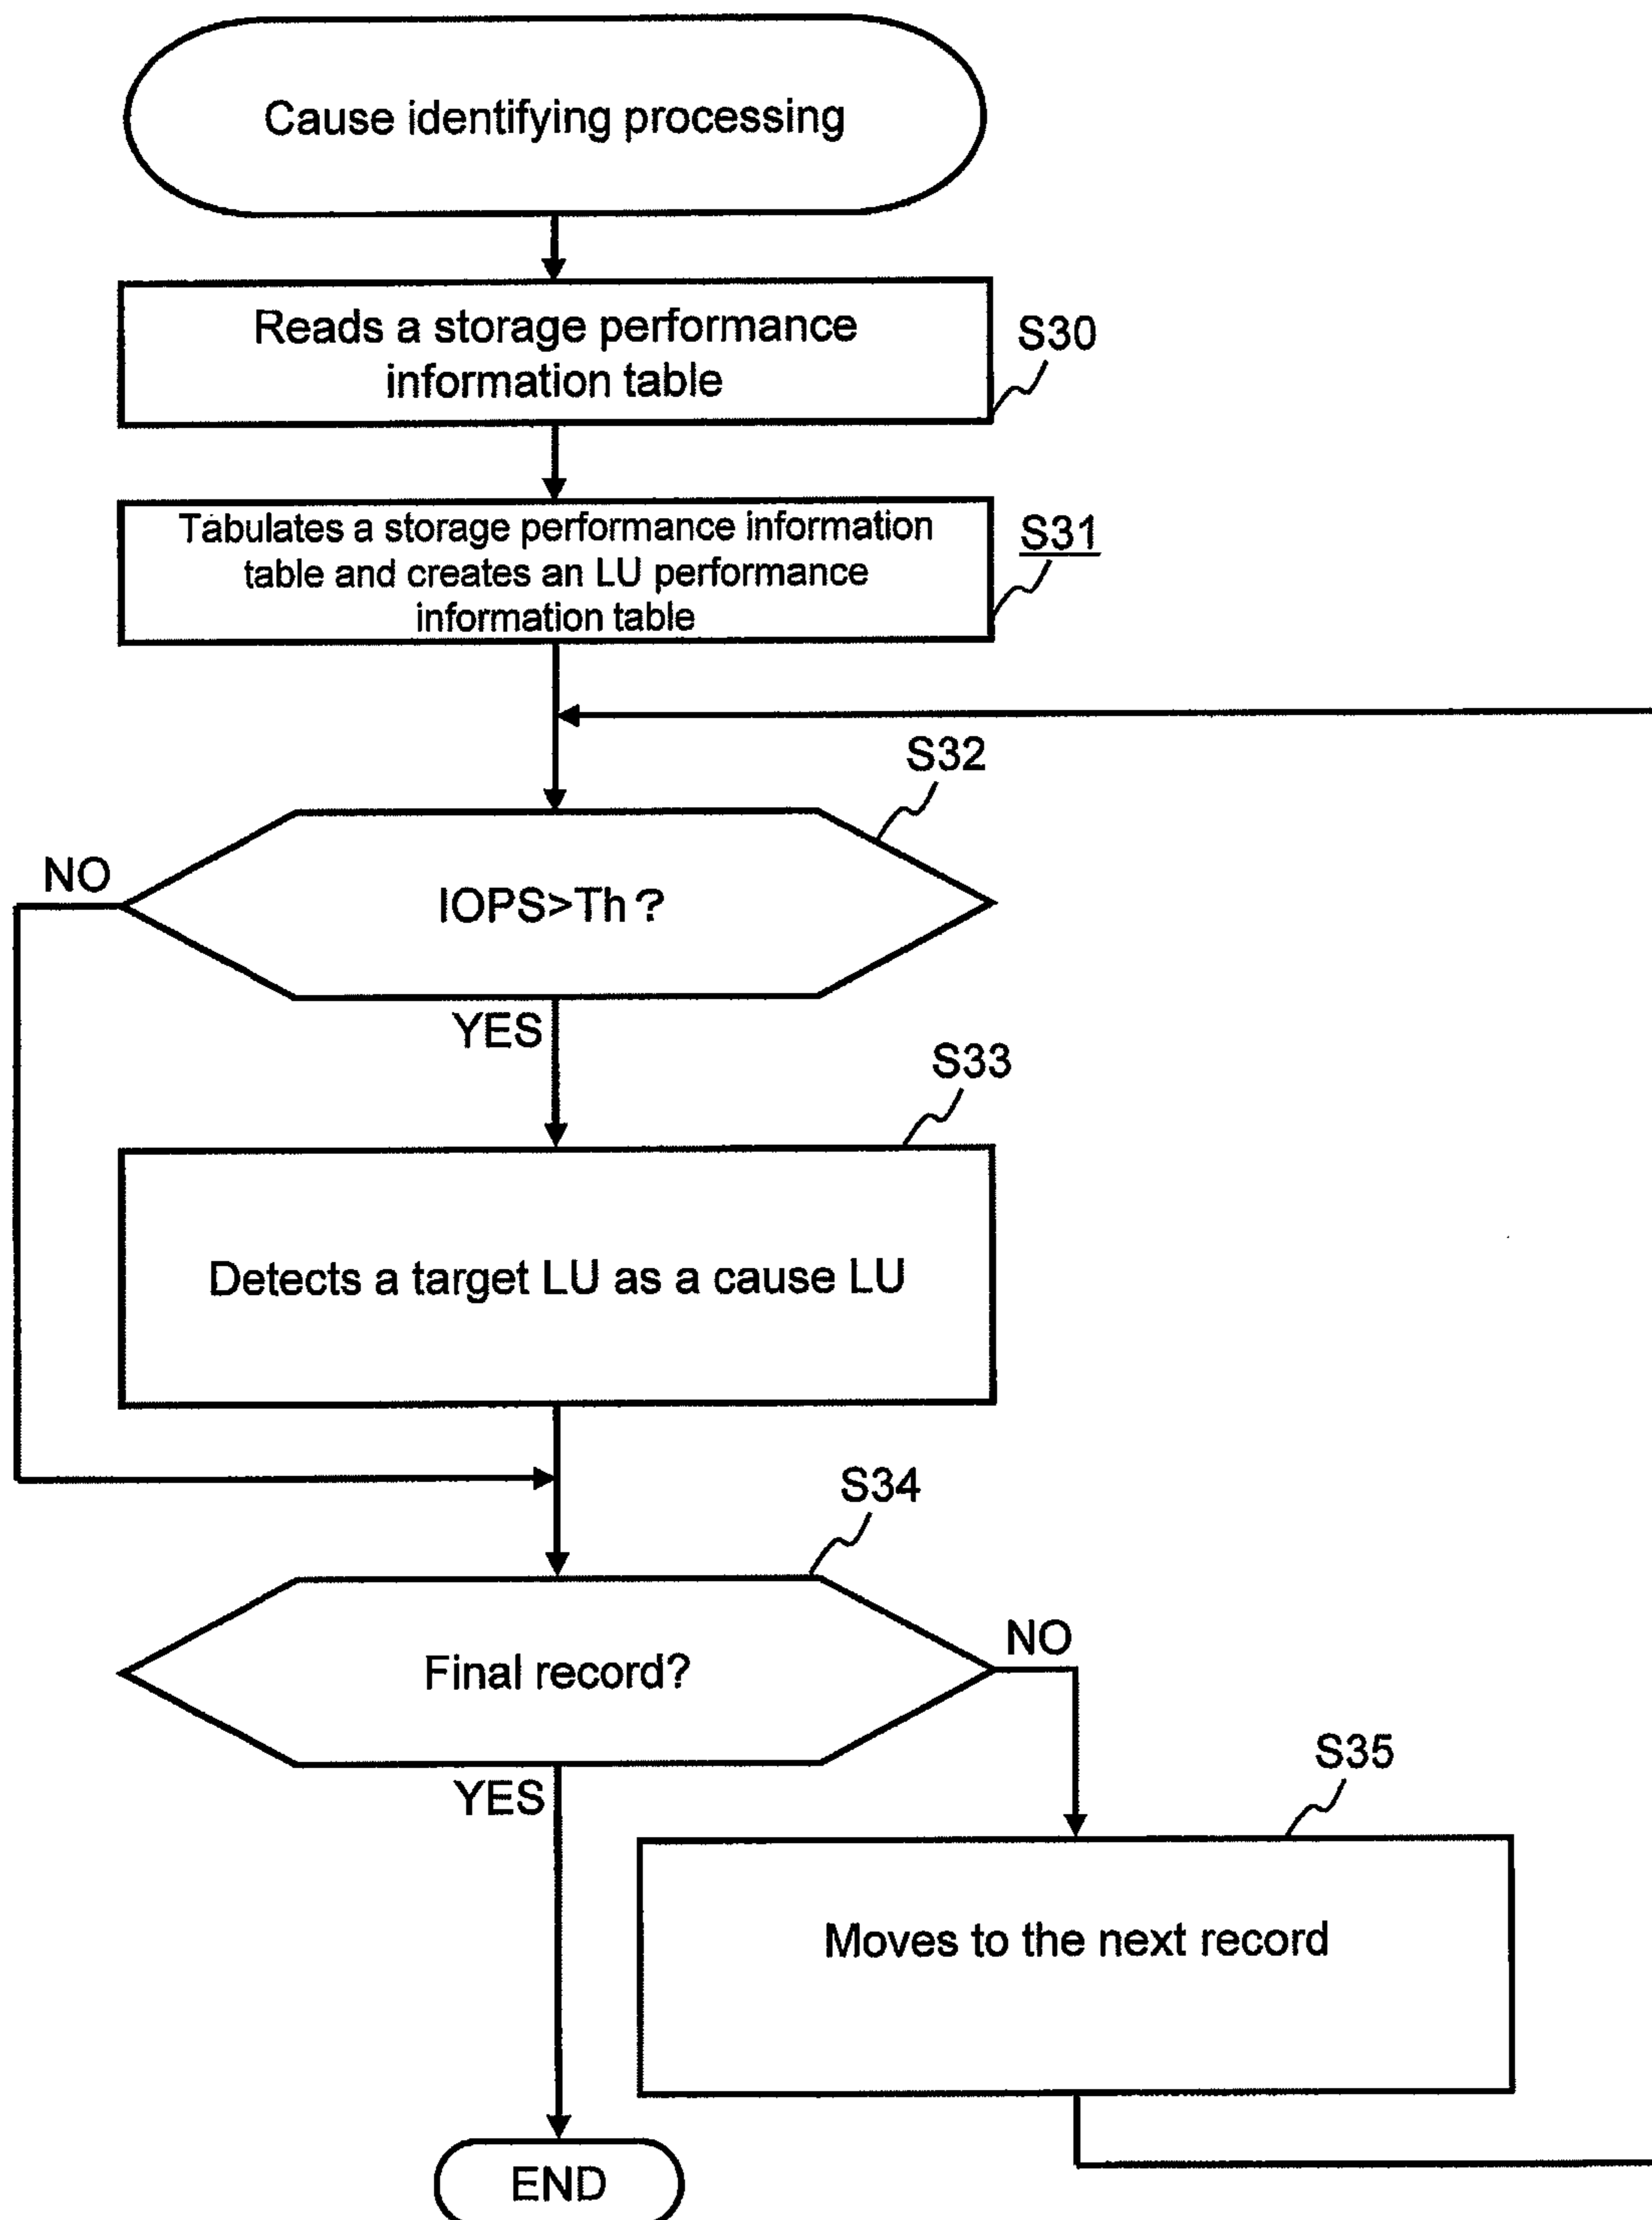 Cause identifying processing
Reads a storage performance
information table
S30
Tabulates a storage performance information
table and creates an LU performance
information table
S31
S32
NO
IOPS>Th?
YES
S33
Detects a target LU as a cause LU
S34
Final record?
NO
YES
S35
Moves to the next record
END